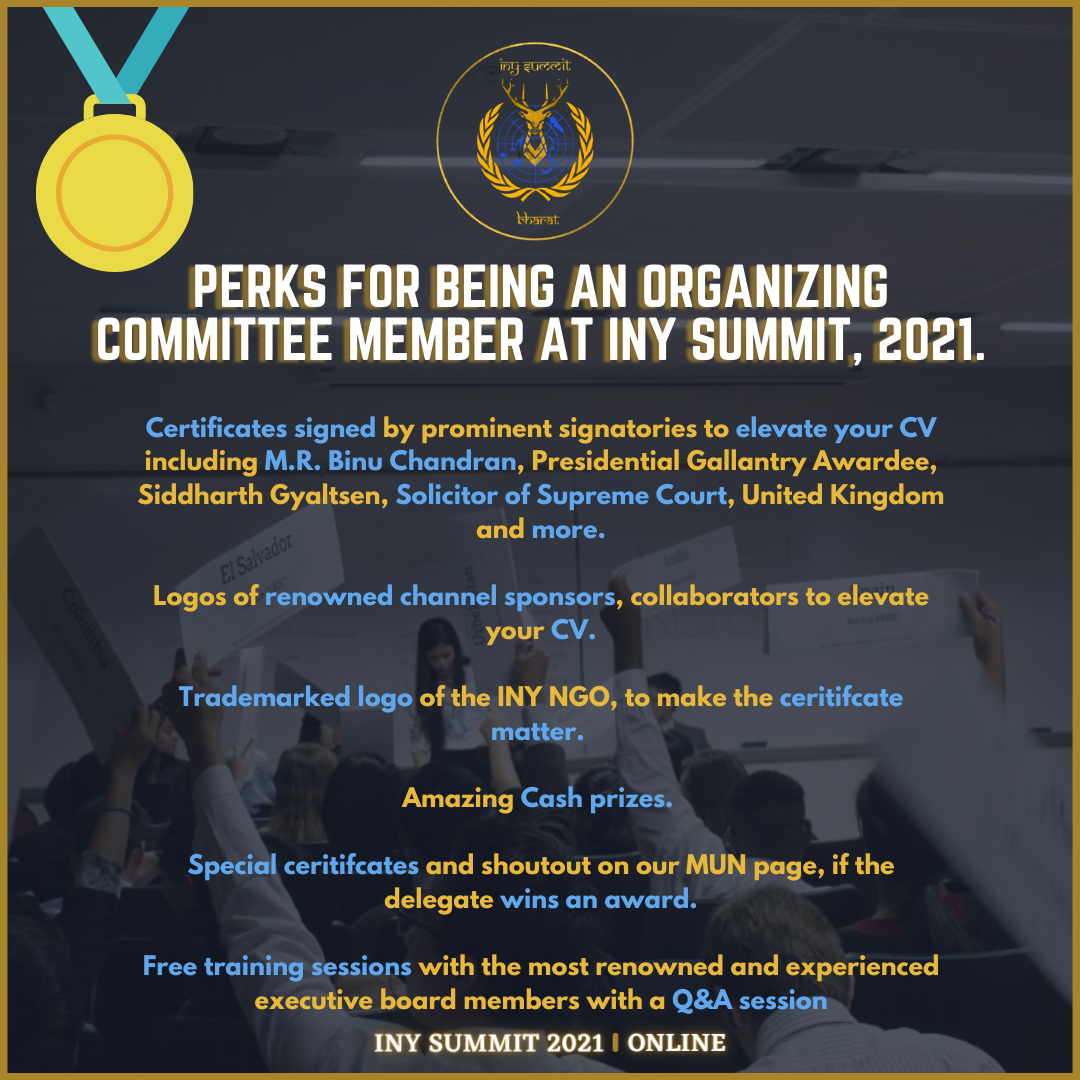 iny summit
bharat
PERKS FOR BEING AN ORGANIZING
COMMITTEE MEMBER AT INY SUMMIT, 2021.
Certificates signed by prominent signatories to elevate your CV
including M.R. Binu Chandran, Presidential Gallantry Awardee,
Siddharth Gyaltsen, Solicitor of Supreme Court, United Kingdom
and more.
El Salvador
India
Colombia
Logos of renowned channel sponsors, collaborators to elevate
your CV.
Trademarked logo of the INY NGO, to make the ceritifcate
matter.
Amazing Cash prizes.
Special ceritifcates and shoutout on our MUN page, if the
delegate wins an award.
Free training sessions with the most renowned and experienced
executive board members with a Q&A session
INY SUMMIT 2021 | ONLINE